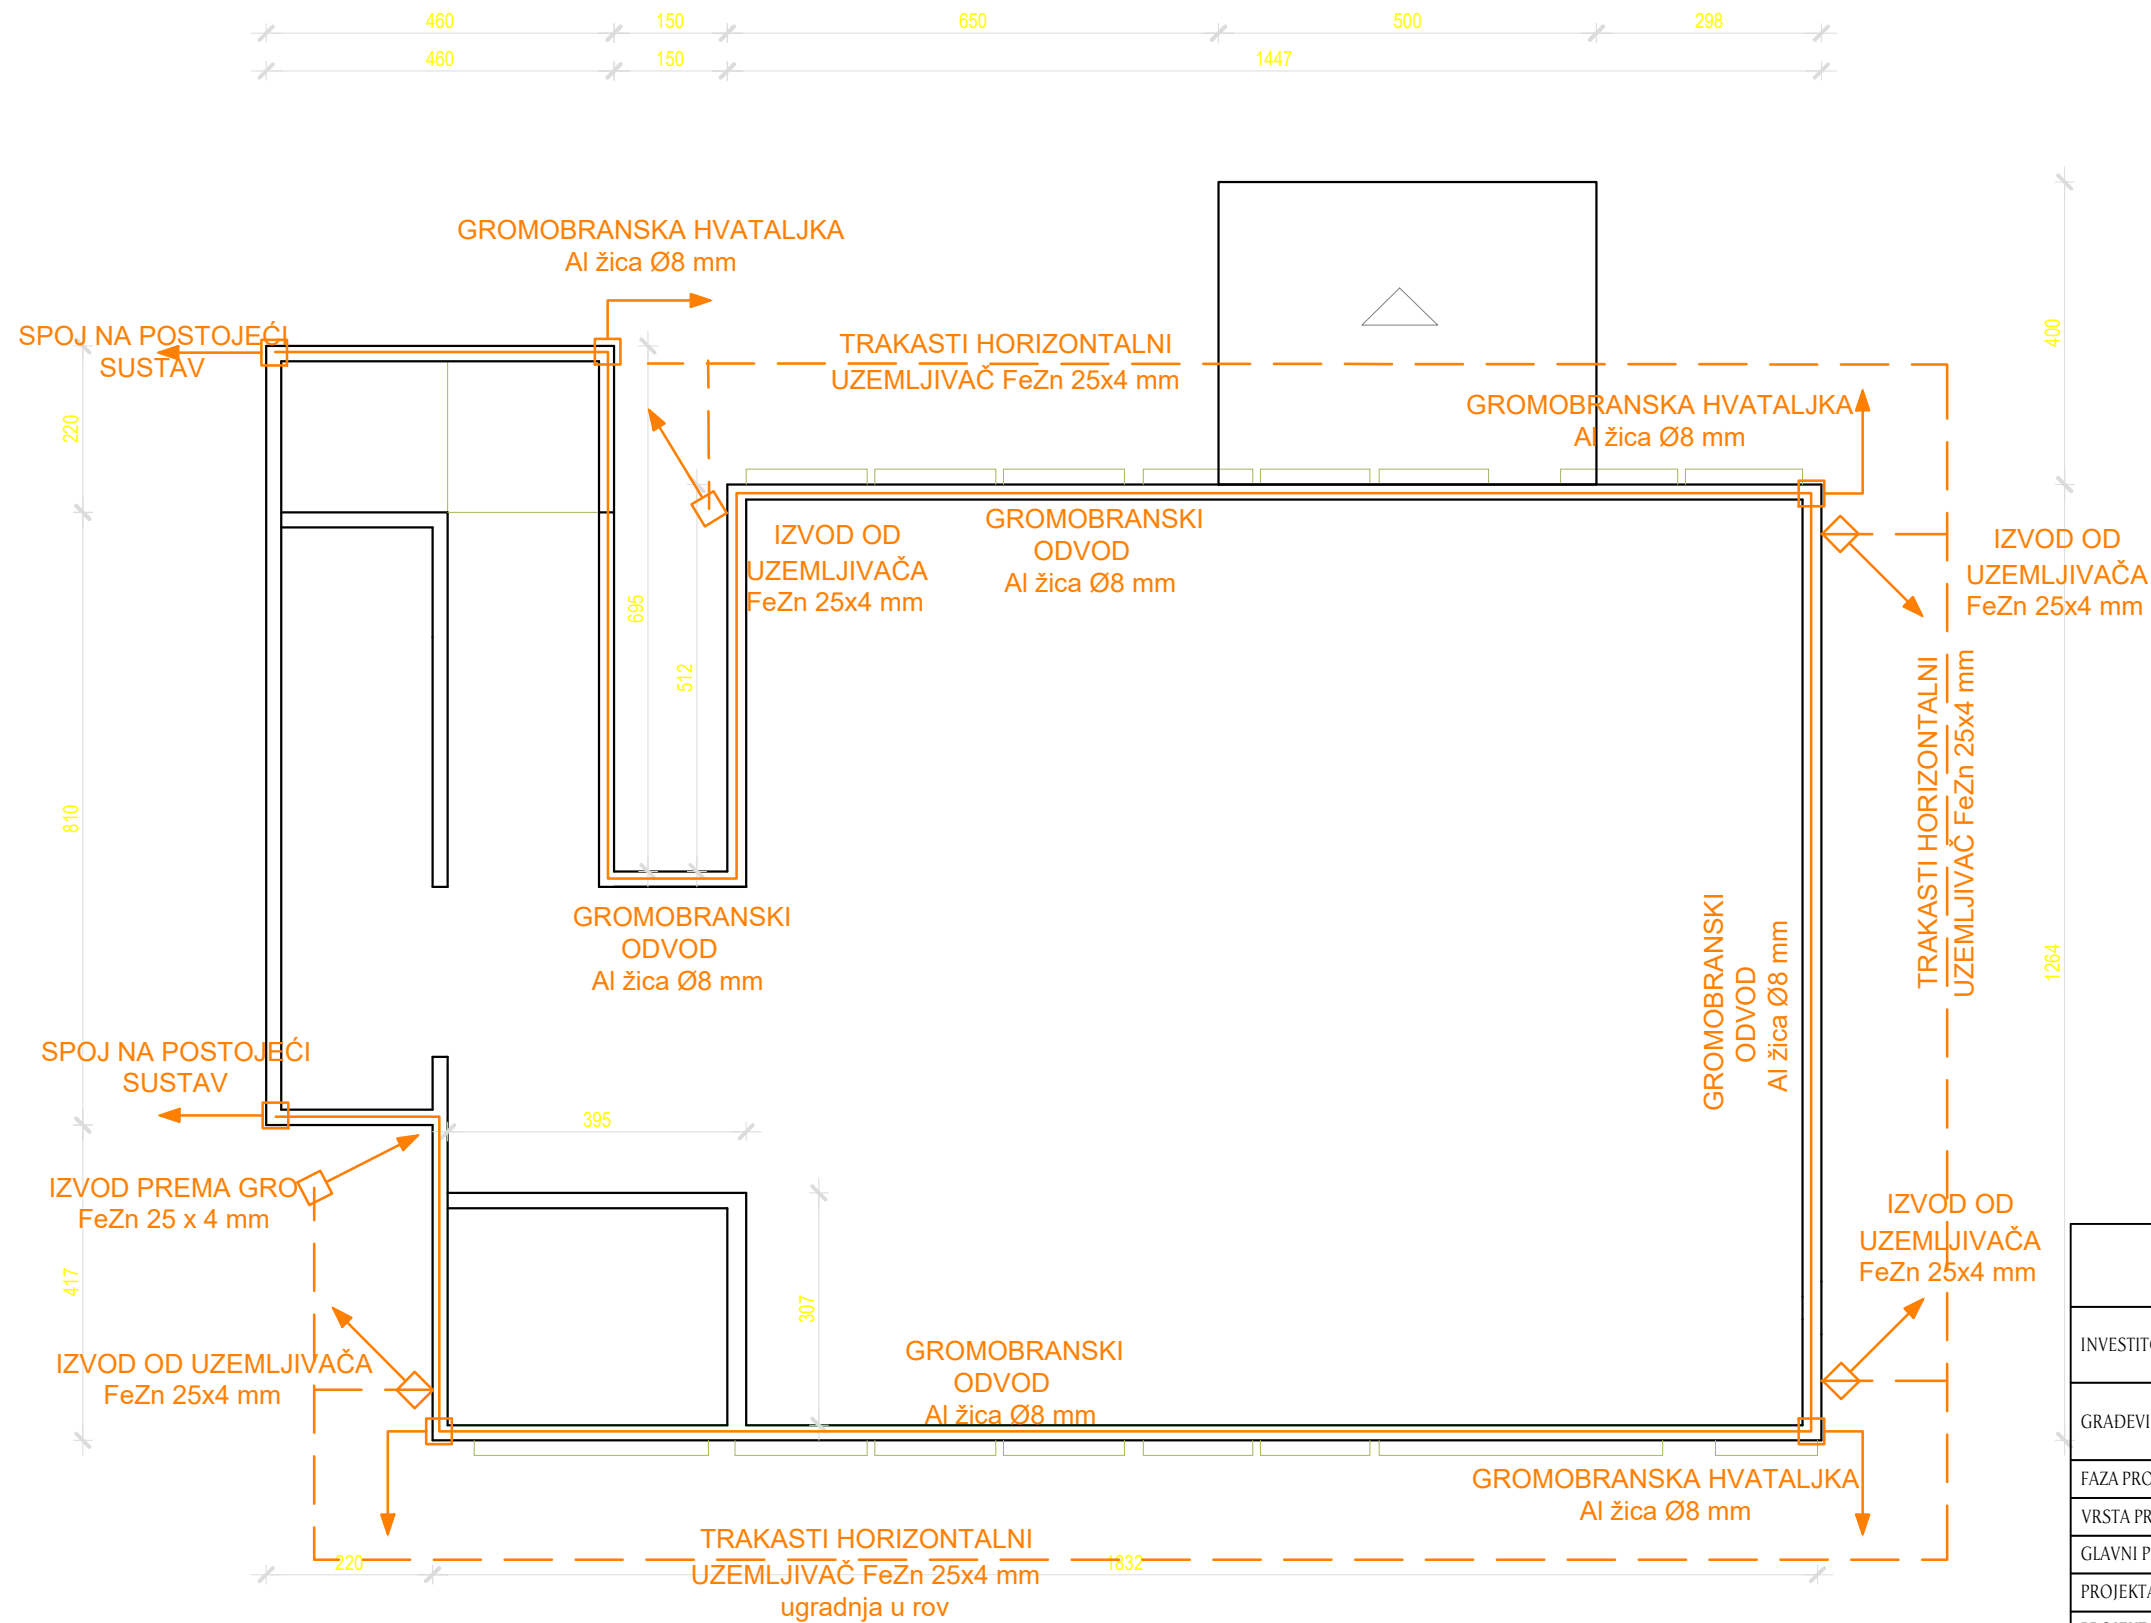 460 150 650 500 298
460 150 1447
GROMOBRANSKA HVATALJKA
Al žica Ø8 mm
SPOJ NA POSTOJEĆI
SUSTAV
TRAKASTI HORIZONTALNI
UZEMLJIVAČ FeZn 25x4 mm
400
GROMOBRANSKA HVATALJKA
Al žica Ø8 mm
220
IZVOD OD
UZEMLJIVAČA
FeZn 25x4 mm
GROMOBRANSKI
ODVOD
Al žica Ø8 mm
IZVOD OD
UZEMLJIVAČA
FeZn 25x4 mm
695
512
TRAKASTI HORIZONTALNI
UZEMLJIVAČ FeZn 25x4 mm
810
GROMOBRANSKI
ODVOD
Al žica Ø8 mm
GROMOBRANSKI
ODVOD
Al žica Ø8 mm
1264
SPOJ NA POSTOJEĆI
SUSTAV
395
IZVOD PREMA GRO
FeZn 25 x 4 mm
IZVOD OD
UZEMLJIVAČA
FeZn 25x4 mm
417
307
IZVOD OD UZEMLJIVAČA
FeZn 25x4 mm
GROMOBRANSKI
ODVOD
Al žica Ø8 mm
GROMOBRANSKA HVATALJKA
Al žica Ø8 mm
TRAKASTI HORIZONTALNI
UZEMLJIVAČ FeZn 25x4 mm
ugradnja u rov
220 1832
INVESTIT
GRAĐEVI
FAZA PRO
VRSTA PR
GLAVNI P
PROJEKTA